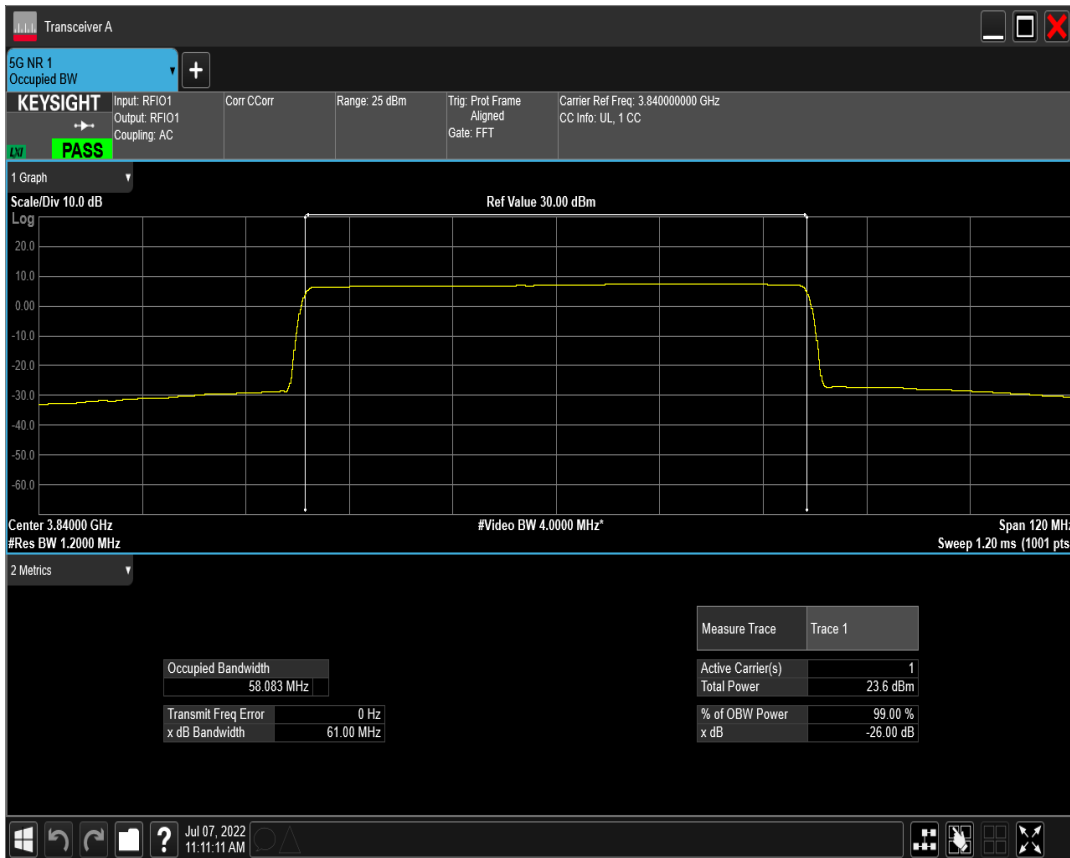 Transceiver A
5G NR 1
Occupied BW
+
KEYSIGHT
LXI
PASS
Input: RFIO1
Output: RFIO1
Coupling: AC
Corr CCorr
Range: 25 dBm
Trig: Prot Frame
Aligned
Gate: FFT
Carrier Ref Freq: 3.840000000 GHz
CC Info: UL, 1 CC
1 Graph
Scale/Div 10.0 dB
Ref Value 30.00 dBm
Log
20.0
10.0
0.00
-10.0
-20.0
-30.0
-40.0
-50.0
-60.0
Center 3.84000 GHz
#Video BW 4.0000 MHz*
Span 120 MHz
#Res BW 1.2000 MHz
Sweep 1.20 ms (1001 pts
2 Metrics
Measure Trace Trace 1
Occupied Bandwidth
58.083 MHz
Active Carrier(s) 1
Total Power 23.6 dBm
Transmit Freq Error 0 Hz
x dB Bandwidth 61.00 MHz
% of OBW Power 99.00 %
x dB -26.00 dB
?
Jul 07, 2022
11:11:11 AM